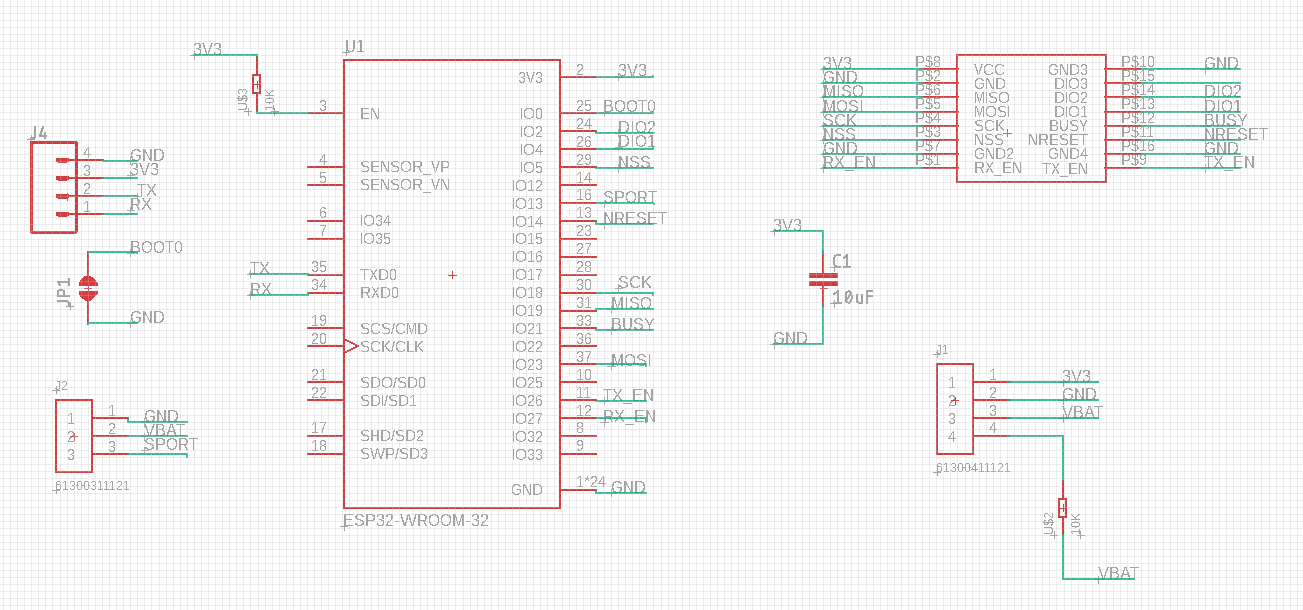 3V3
U$3
10K
J4
4 GND
3 3V3
2 TX
1 RX
BOOT0
JP1
GND
J2
1 1 GND
2 2 VBAT
3 3 SPORT
61300311121
U1
3 EN
4 SENSOR_VP
5 SENSOR_VN
6 IO34
7 IO35
TX 35 TXD0
RX 34 RXD0
19 SCS/CMD
20 SCK/CLK
21 SDO/SD0
22 SDI/SD1
17 SHD/SD2
18 SWP/SD3
3V3 2 3V3
IO0 25 BOOT0
IO2 24 DIO2
IO4 26 DIO1
IO5 29 NSS
IO12 14
IO13 16 SPORT
IO14 13 NRESET
IO15 23
IO16 27
IO17 28
IO18 30 SCK
IO19 31 MISO
IO21 33 BUSY
IO22 36
IO23 37 MOSI
IO25 10
IO26 11 TX_EN
IO27 12 RX_EN
IO32 8
IO33 9
GND 1*24 GND
ESP32-WROOM-32
3V3 P$8 VCC GND3 P$10 GND
GND P$2 GND DIO3 P$15
MISO P$6 MISO DIO2 P$14 DIO2
MOSI P$5 MOSI DIO1 P$13 DIO1
SCK P$4 SCK BUSY P$12 BUSY
NSS P$3 NSS NRESET P$11 NRESET
GND P$7 GND2 GND4 P$16 GND
RX_EN P$1 RX_EN TX_EN P$9 TX_EN
3V3
C1
10uF
GND
J1
1 1 3V3
2 2 GND
3 3 VBAT
4 4
61300411121
U$2
10K
VBAT